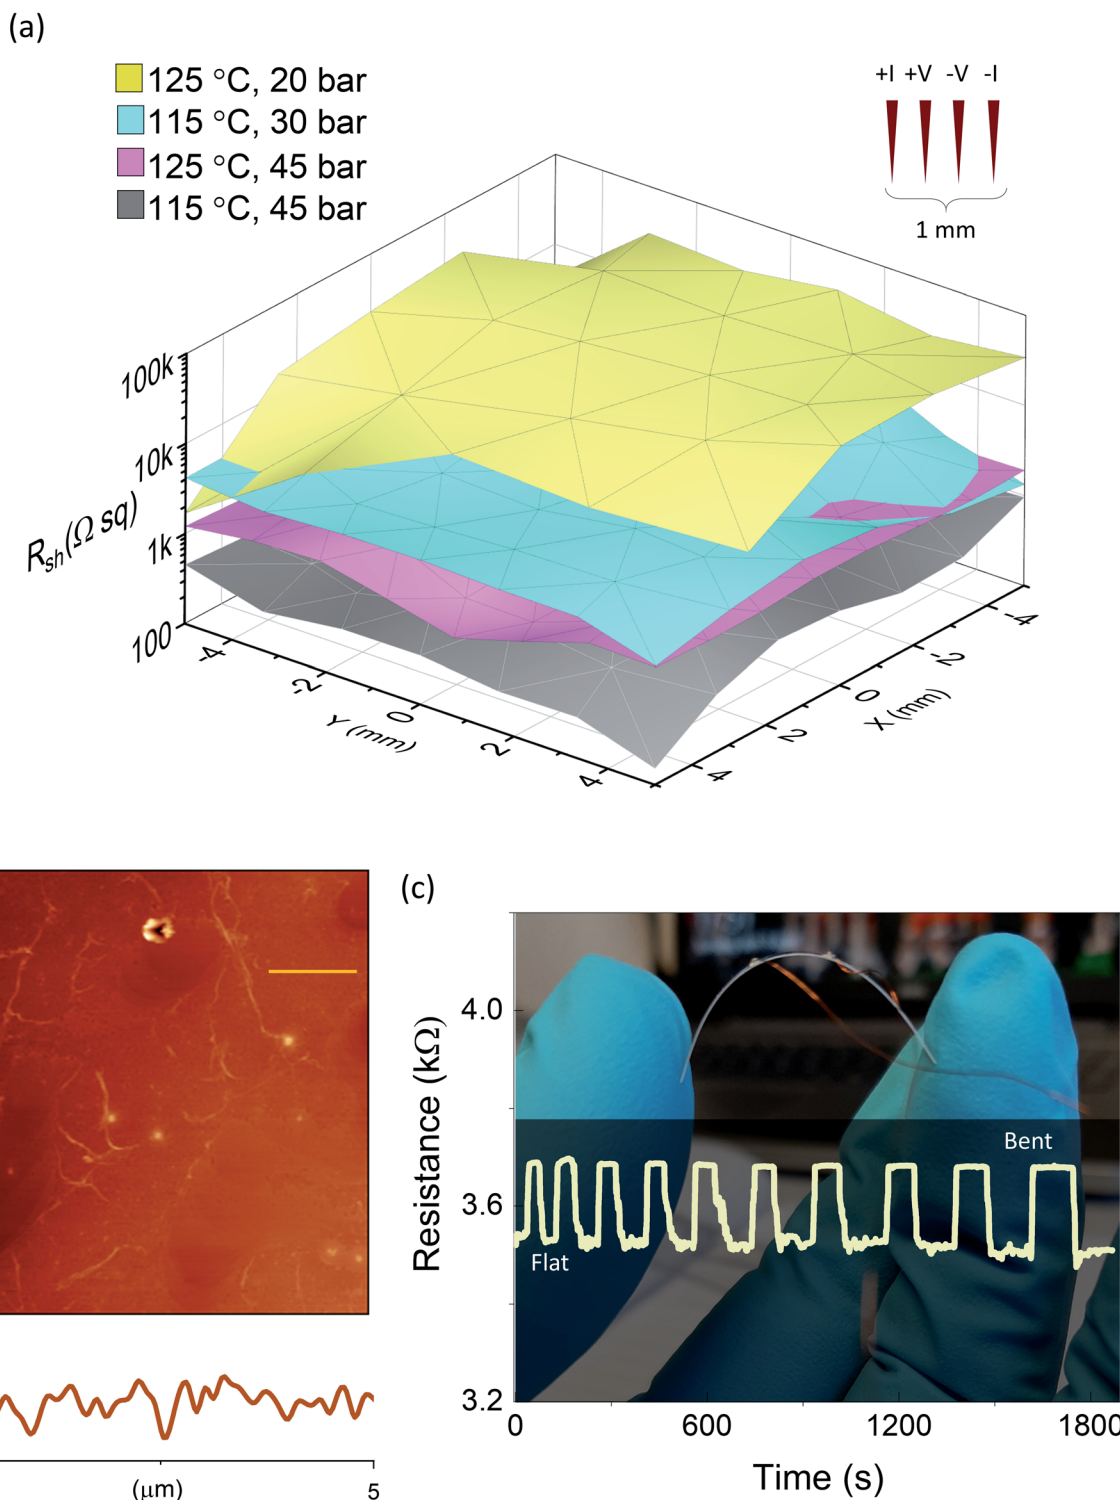 (a)
125 °C, 20 bar
115 °C, 30 bar
125 °C, 45 bar
115 °C, 45 bar
+I +V -V -I
1 mm
100k
10k
1k
100
Rsh(Ω sq)
-4
-2
0
2
4
Y (mm)
-4
-2
0
2
4
X (mm)
(c)
4.0
3.6
3.2
Resistance (kΩ)
Bent
Flat
0
600
1200
1800
Time (s)
(μm)
5